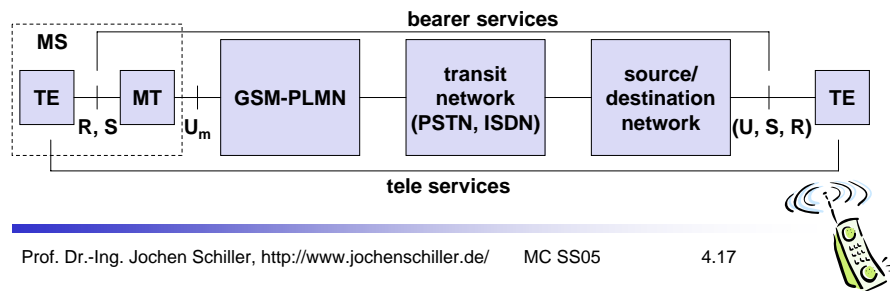 bearer services
MS
TE
MT
GSM-PLMN
transit
network
(PSTN, ISDN)
source/
destination
network
TE
R, S
Um
(U, S, R)
tele services
Prof. Dr.-Ing. Jochen Schiller, http://www.jochenschiller.de/ MC SS05 4.17